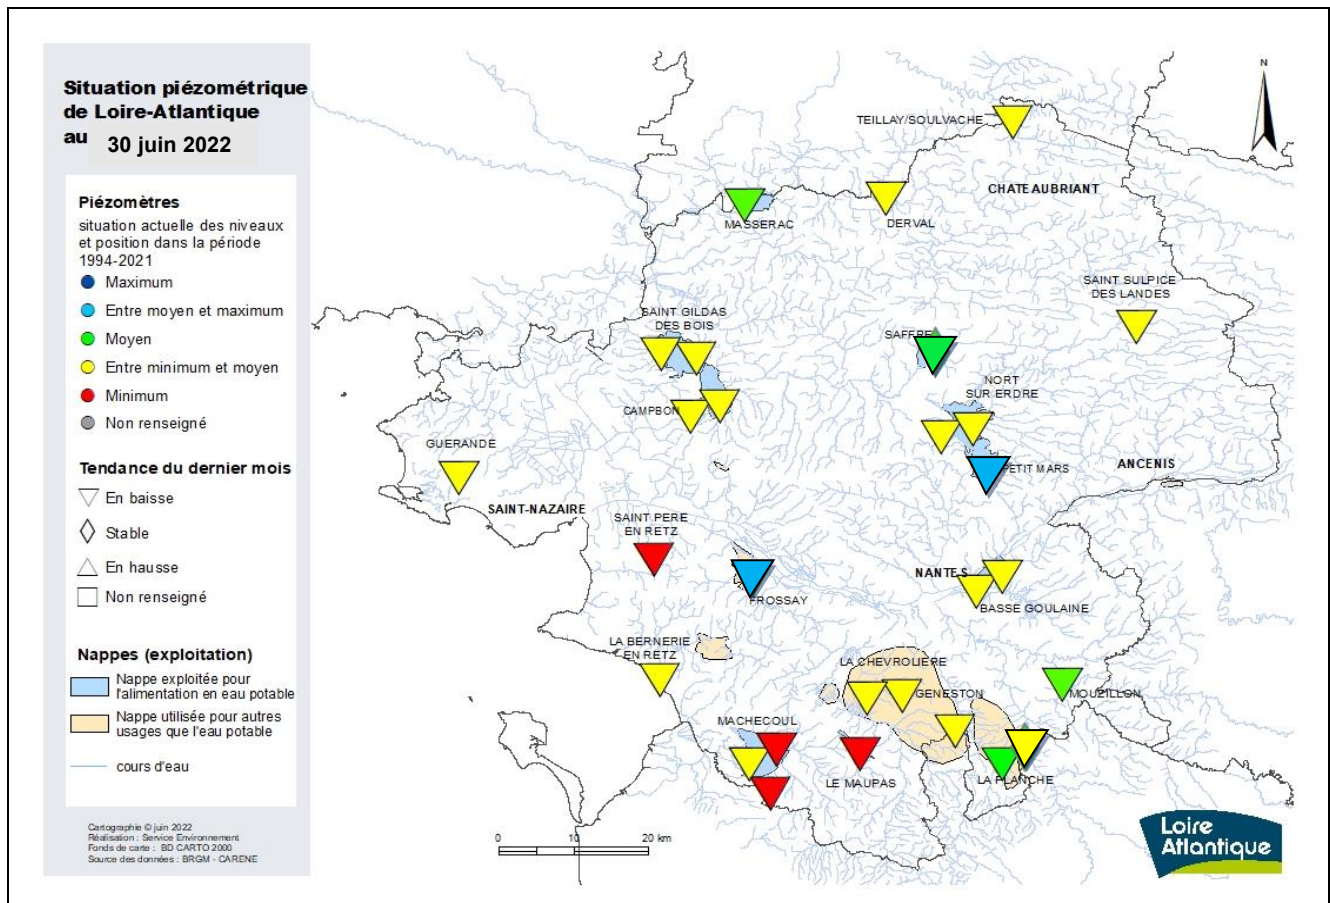 Situation piézométrique
de Loire-Atlantique
au 30 juin 2022
Piézomètres
situation actuelle des niveaux
et position dans la période
1994-2021
Maximum
Entre moyen et maximum
Moyen
Entre minimum et moyen
Minimum
Non renseigné
Tendance du dernier mois
En baisse
Stable
En hausse
Non renseigné
Nappes (exploitation)
Nappe exploitée pour
l'alimentation en eau potable
Nappe utilisée pour autres
usages que l'eau potable
cours d'eau
Cartographie © juin 2022
Réalisation : Service Environnement
Fonds de carte : BD CARTO 2000
Source des données : BRGM - CARENE
N
TEILLAY/SOULVACHE
CHATEAUBRIANT
MASSERAC
DERVAL
SAINT SULPICE
DES LANDES
SAINT GILDAS
DES BOIS
SAFFRE
NORT
SUR ERDRE
CAMPBON
GUERANDE
PETIT MARS
ANCENIS
SAINT-NAZAIRE
SAINT PERE
EN RETZ
NANTES
FROSSAY
BASSE GOULAINE
LA BERNERIE
EN RETZ
LA CHEVROLIERE
GENESTON
MOUZILLON
MACHECOUL
LE MAUPAS
LA PLANCHE
0 10 20 km
Loire
Atlantique